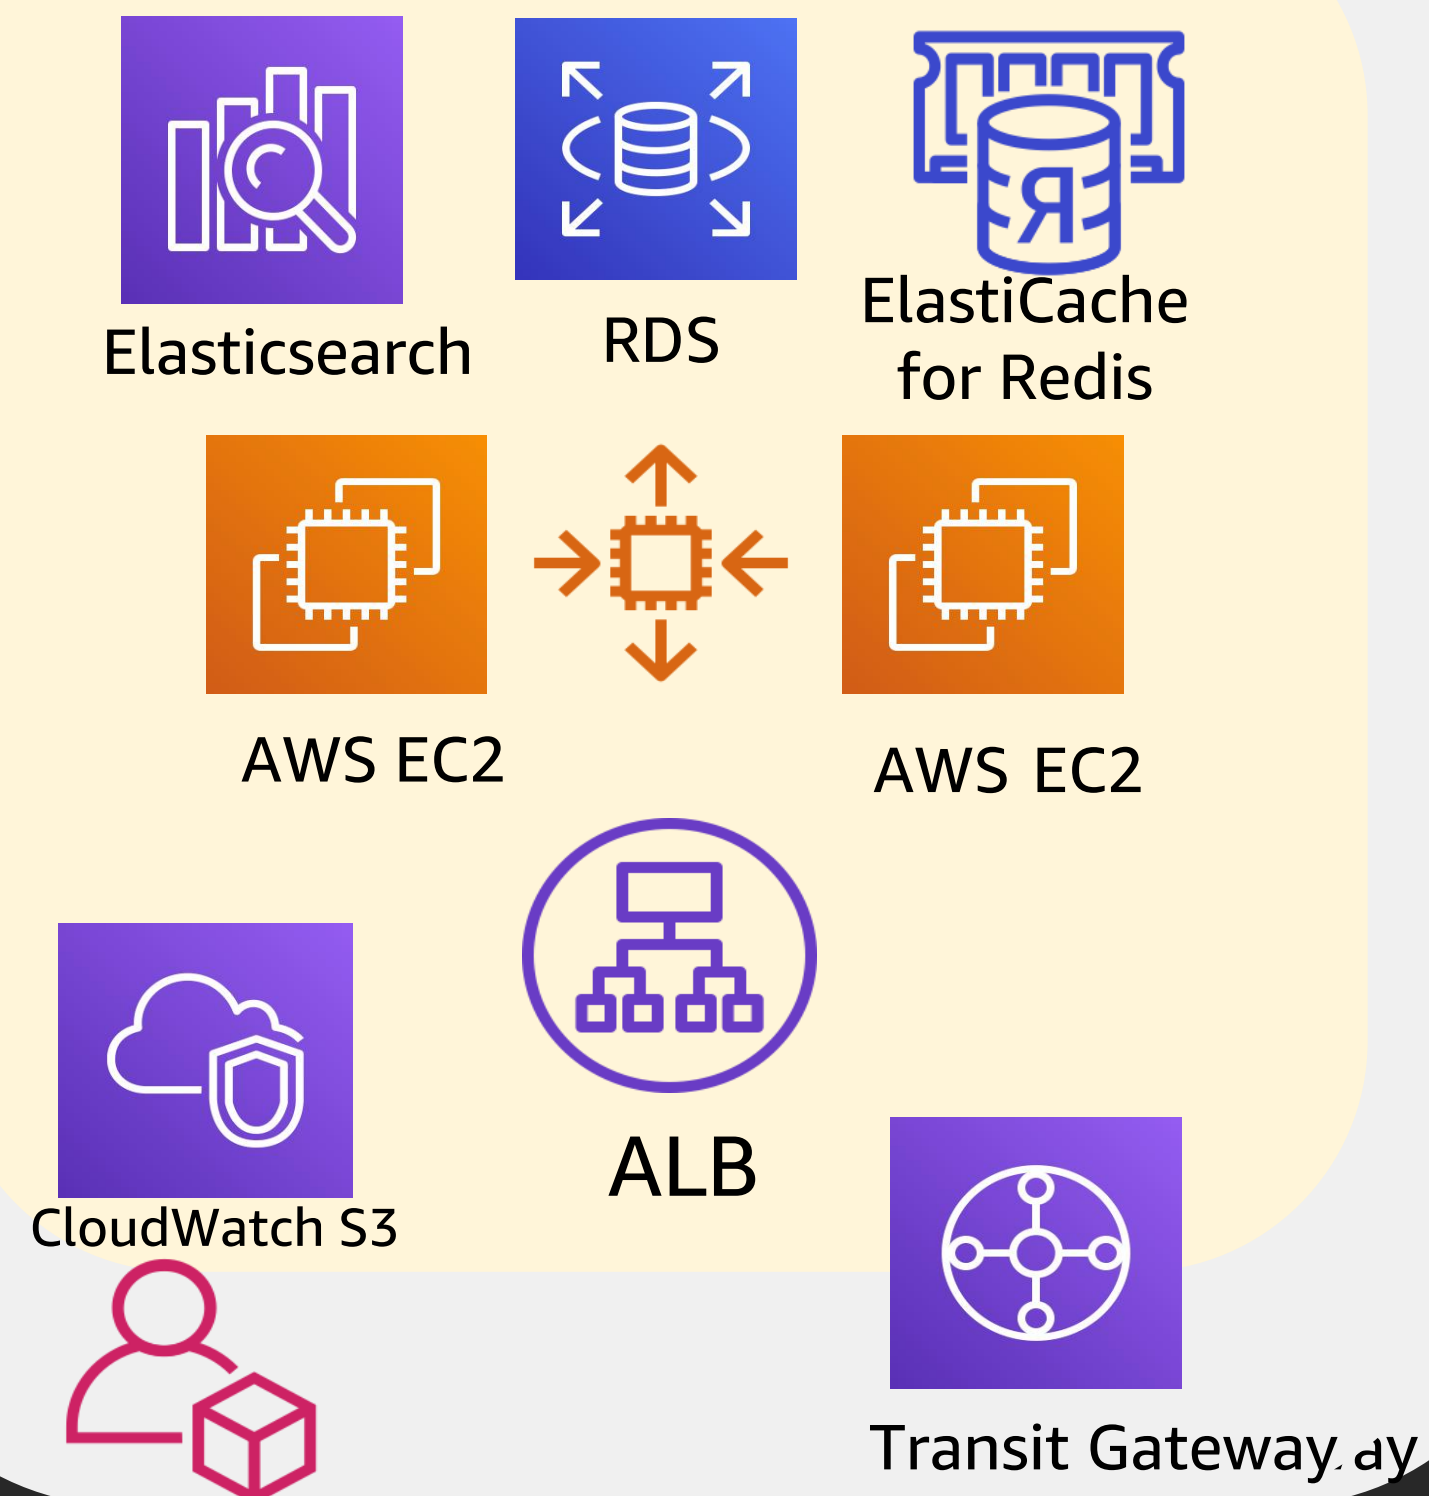 Elasticsearch
RDS
ElastiCache
for Redis
AWS EC2
AWS EC2
ALB
CloudWatch S3
Transit Gateway